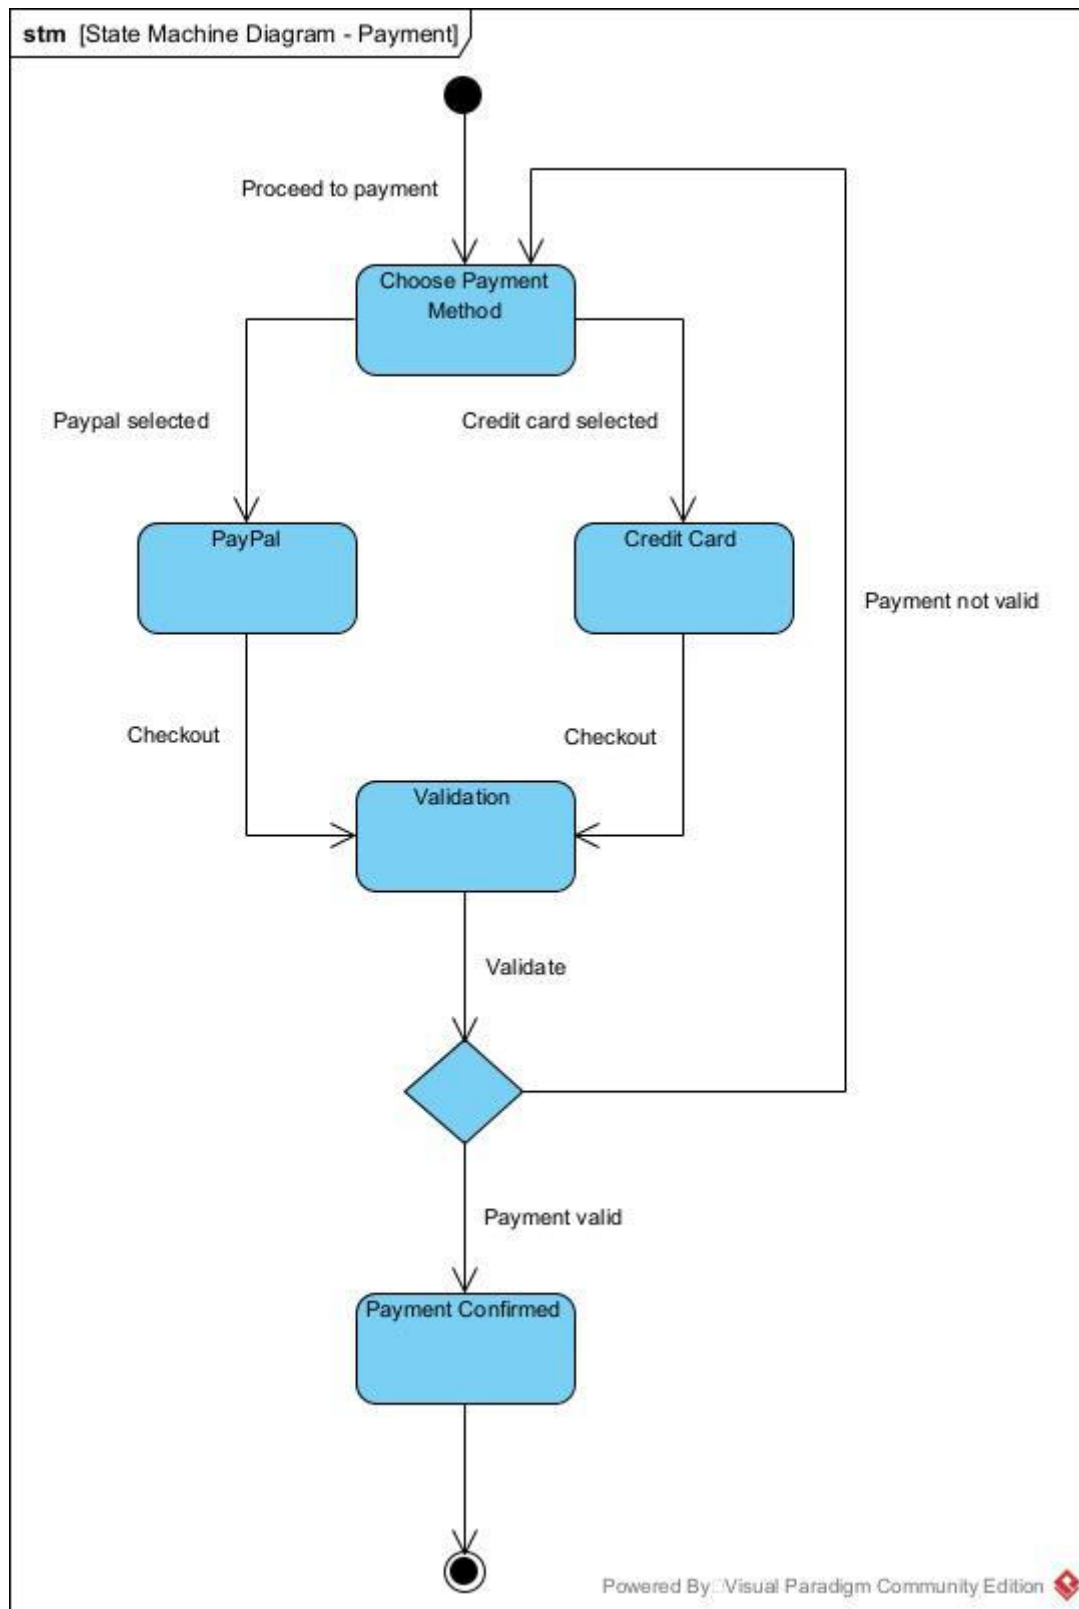 stm [State Machine Diagram - Payment]
Proceed to payment
Choose Payment
Method
Paypal selected
Credit card selected
PayPal
Credit Card
Payment not valid
Checkout
Checkout
Validation
Validate
Payment valid
Payment Confirmed
Powered By Visual Paradigm Community Edition